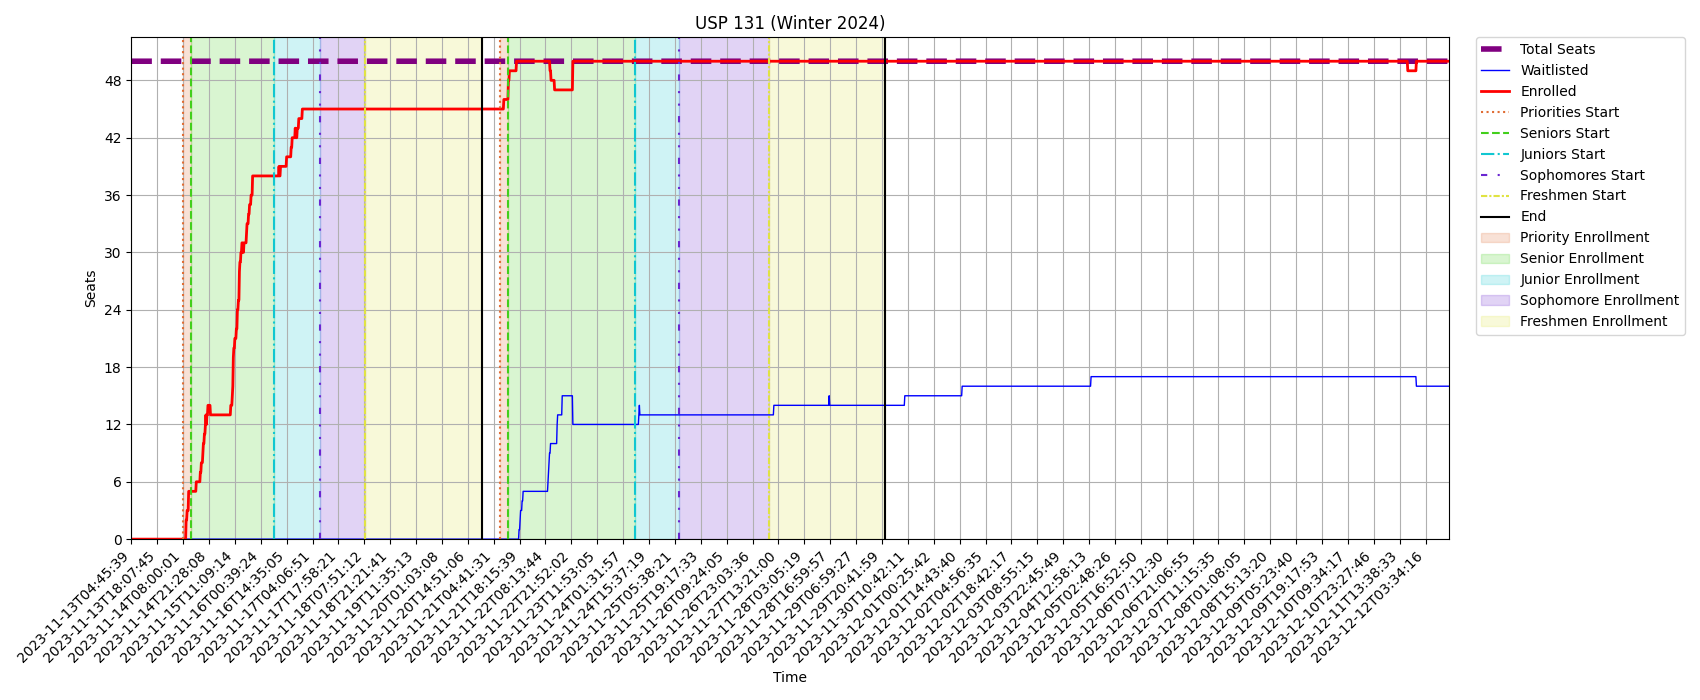 USP 131 (Winter 2024)
Total Seats
Waitlisted
Enrolled
Priorities Start
Seniors Start
Juniors Start
Sophomores Start
Freshmen Start
End
Priority Enrollment
Senior Enrollment
Junior Enrollment
Sophomore Enrollment
Freshmen Enrollment
Seats
48
42
36
30
24
18
12
6
0
2023-11-13T04:45:39
2023-11-13T18:07:45
2023-11-14T08:00:01
2023-11-14T21:28:08
2023-11-15T11:09:14
2023-11-16T00:39:24
2023-11-16T14:35:05
2023-11-17T04:06:51
2023-11-17T17:58:21
2023-11-18T07:51:12
2023-11-18T21:21:47
2023-11-19T11:35:13
2023-11-20T01:03:08
2023-11-20T14:51:06
2023-11-21T04:41:31
2023-11-21T18:15:39
2023-11-22T08:13:44
2023-11-22T21:52:02
2023-11-23T11:53:05
2023-11-24T01:31:57
2023-11-24T15:37:19
2023-11-25T05:38:21
2023-11-25T19:17:33
2023-11-26T09:24:05
2023-11-26T23:03:36
2023-11-27T13:21:00
2023-11-28T03:05:19
2023-11-28T16:59:57
2023-11-29T06:59:27
2023-11-29T20:41:59
2023-11-30T10:42:11
2023-12-01T00:25:42
2023-12-01T14:43:40
2023-12-02T04:56:35
2023-12-02T18:42:17
2023-12-03T08:55:15
2023-12-03T22:45:49
2023-12-04T12:58:13
2023-12-05T02:48:26
2023-12-05T16:52:50
2023-12-06T07:12:30
2023-12-06T21:06:55
2023-12-07T11:15:35
2023-12-08T01:08:05
2023-12-08T15:13:20
2023-12-09T05:23:40
2023-12-09T19:17:53
2023-12-10T09:34:17
2023-12-10T23:27:46
2023-12-11T13:38:33
2023-12-12T03:34:16
Time